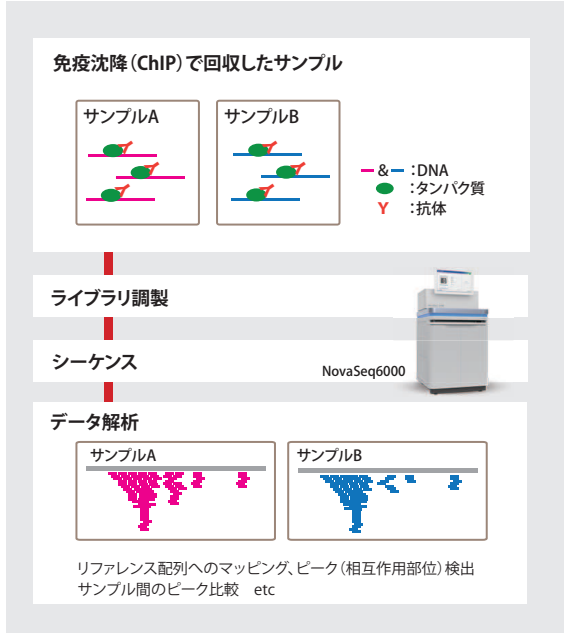 免疫沈降(ChIP)で回収したサンプル
サンプルA
サンプルB
&  :DNA
:タンパク質
:抗体
ライブラリ調製
シーケンス
NovaSeq6000
データ解析
サンプルA
サンプルB
リファレンス配列へのマッピング、ピーク(相互作用部位)検出
サンプル間のピーク比較 etc